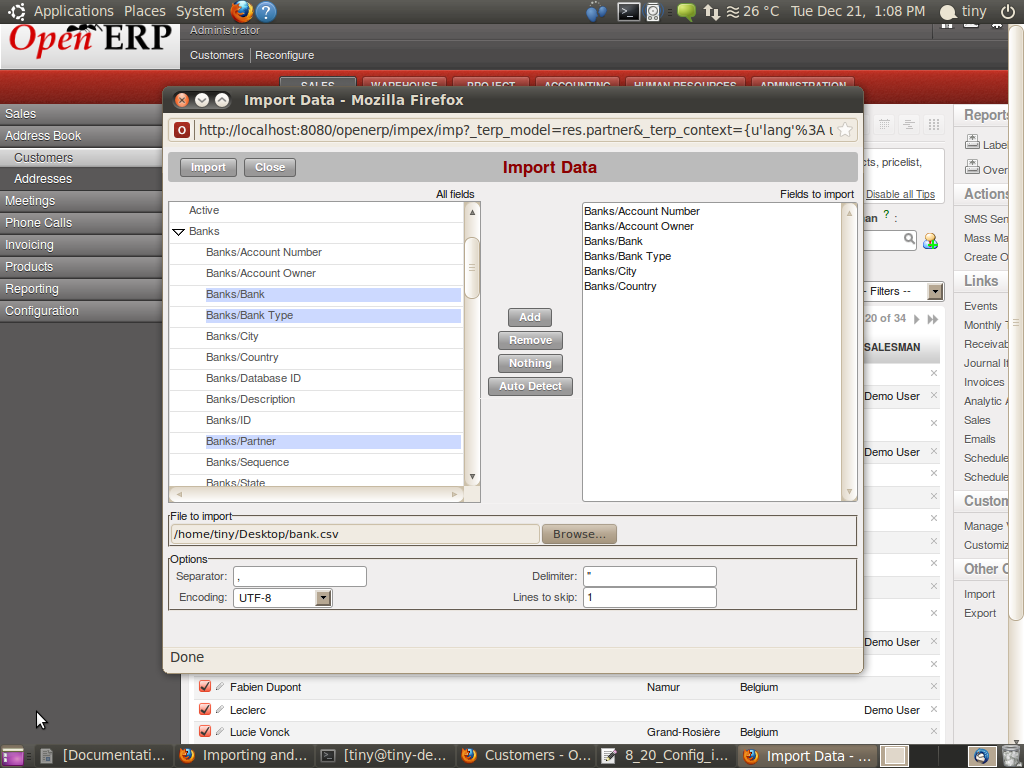 Applications Places System
26 °C Tue Dec 21, 1:08 PM tiny
Open ERP
Administrator
Customers Reconfigure
SALES WAREHOUSE PROJECT ACCOUNTING HUMAN RESOURCES ADMINISTRATION
Sales
Address Book
Customers
Addresses
Meetings
Phone Calls
Invoicing
Products
Reporting
Configuration
Import Data - Mozilla Firefox
http://localhost:8080/openerp/impex/imp?_terp_model=res.partner&_terp_context={u'lang'%3A u
Import Close Import Data
All fields
Active
Banks
Banks/Account Number
Banks/Account Owner
Banks/Bank
Banks/Bank Type
Banks/City
Banks/Country
Banks/Database ID
Banks/Description
Banks/ID
Banks/Partner
Banks/Sequence
Banks/State
Add
Remove
Nothing
Auto Detect
Fields to import
Banks/Account Number
Banks/Account Owner
Banks/Bank
Banks/Bank Type
Banks/City
Banks/Country
File to import
/home/tiny/Desktop/bank.csv Browse...
Options
Separator: , Delimiter: "
Encoding: UTF-8 Lines to skip: 1
Done
cts, pricelist,
Disable all Tips
an ? :
Filters --
20 of 34
SALESMAN
Demo User
Demo User
Demo User
Fabien Dupont Namur Belgium
Leclerc Demo User
Lucie Vonck Grand-Rosière Belgium
Reports
Label
Over
Actions
SMS Sen
Mass Ma
Create O
Links
Events
Monthly T
Receivab
Journal It
Invoices
Analytic A
Sales
Emails
Schedule
Schedule
Custom
Manage V
Customiz
Other O
Import
Export
[Documentati... Importing and... [tiny@tiny-de... Customers - O... 8_20_Config_i... Import Data - ...